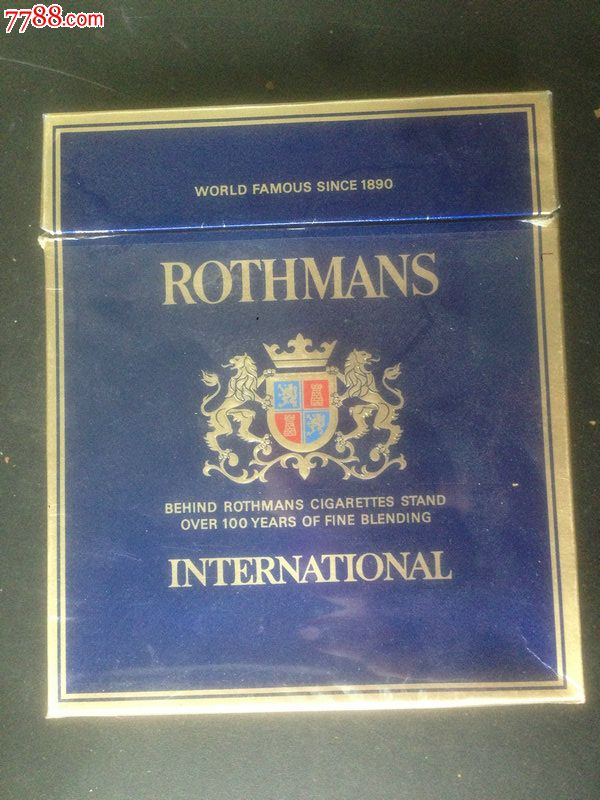 7788.com
WORLD FAMOUS SINCE 1890
ROTHMANS
BEHIND ROTHMANS CIGARETTES STAND
OVER 100 YEARS OF FINE BLENDING
INTERNATIONAL